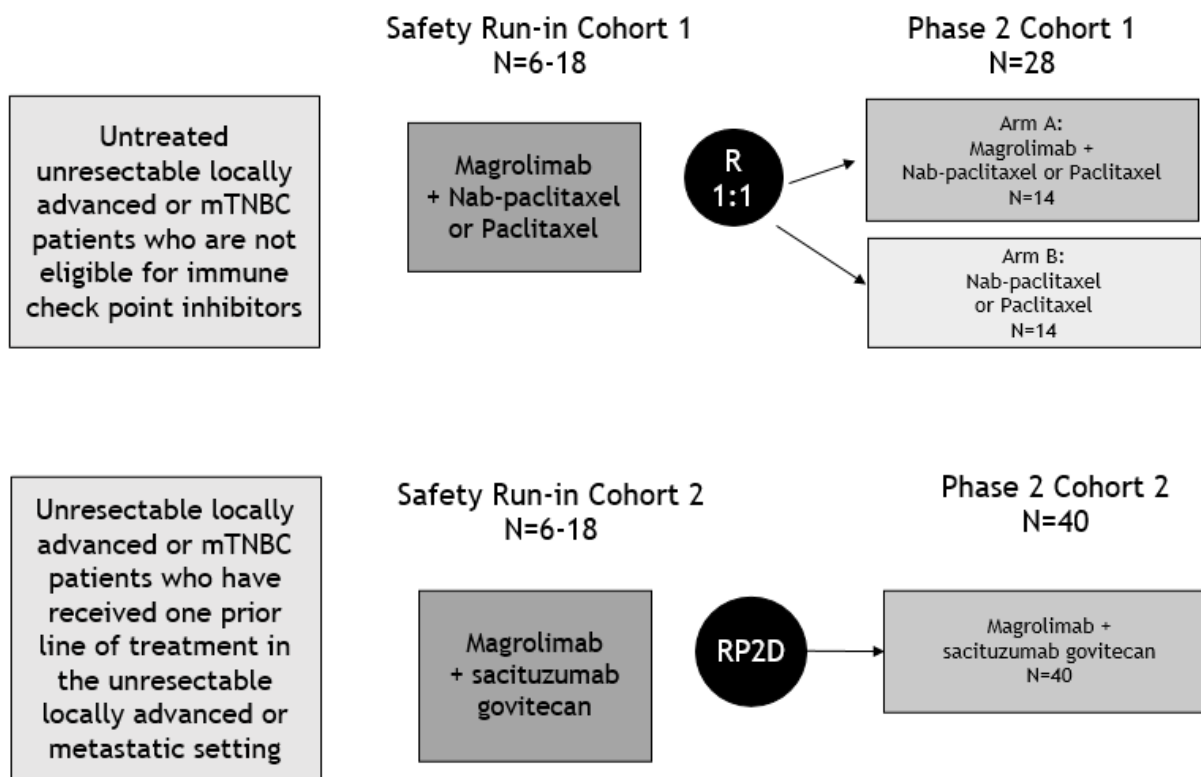 Safety Run-in Cohort 1
N=6-18
Phase 2 Cohort 1
N=28
Untreated
unresectable locally
advanced or mTNBC
patients who are not
eligible for immune
check point inhibitors
Magrolimab
+ Nab-paclitaxel
or Paclitaxel
R
1:1
Arm A:
Magrolimab +
Nab-paclitaxel or Paclitaxel
N=14
Arm B:
Nab-paclitaxel
or Paclitaxel
N=14
Safety Run-in Cohort 2
N=6-18
Phase 2 Cohort 2
N=40
Unresectable locally
advanced or mTNBC
patients who have
received one prior
line of treatment in
the unresectable
locally advanced or
metastatic setting
Magrolimab
+ sacituzumab
govitecan
RP2D
Magrolimab +
sacituzumab govitecan
N=40